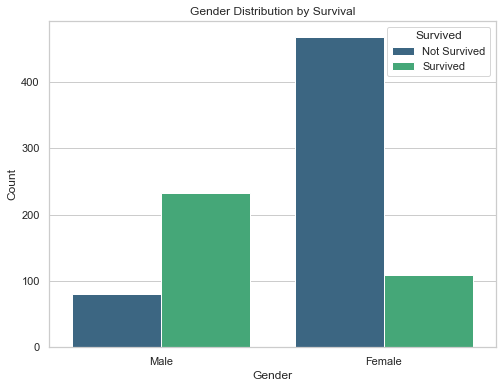 Gender Distribution by Survival
Survived
Not Survived
Survived
Count
400
300
200
100
0
Male
Female
Gender